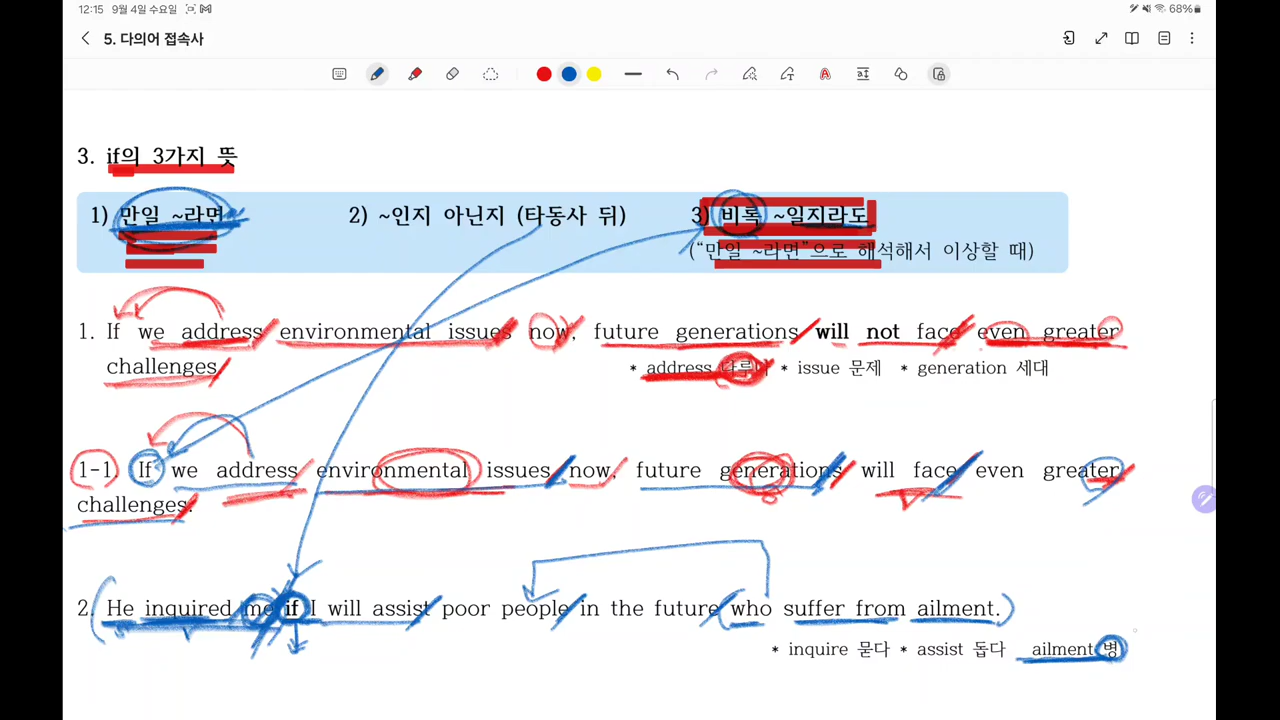 12:15 9월 4일 수요일 68%
5. 다의어 접속사
3. if의 3가지 뜻
1) 만일 ~라면 2) ~인지 아닌지 (타동사 뒤) 3) 비록 ~일지라도
("만일 ~라면"으로 해석해서 이상할 때)
1. If we address environmental issues now, future generations will not face even greater
challenges.
* address 다루다 * issue 문제 * generation 세대
1-1 If we address environmental issues now, future generations will face even greater
challenges.
2. He inquired me if I will assist poor people in the future who suffer from ailment.
* inquire 묻다 * assist 돕다 ailment 병